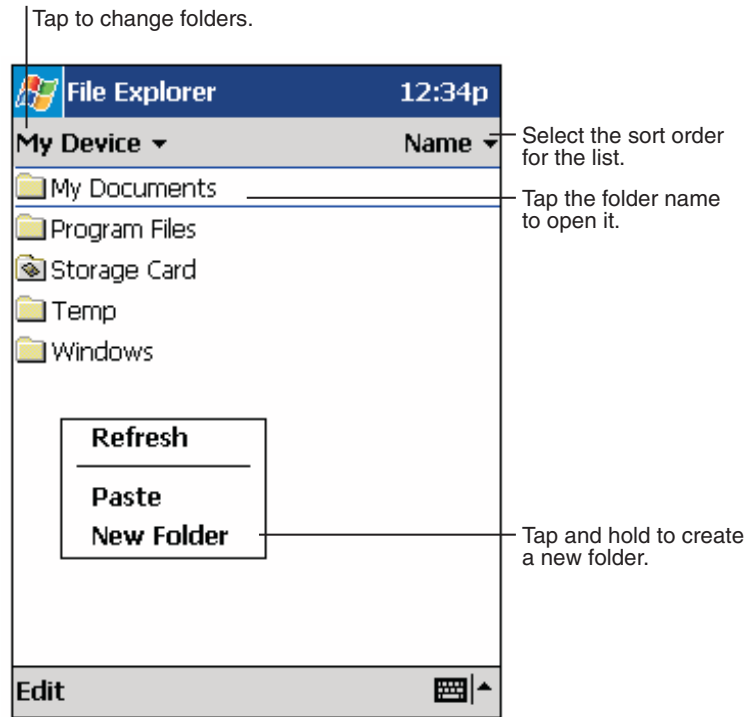 Tap to change folders.
File Explorer 12:34p
My Device Name
Select the sort order
for the list.
My Documents
Tap the folder name
to open it.
Program Files
Storage Card
Temp
Windows
Refresh
Paste
New Folder
Tap and hold to create
a new folder.
Edit